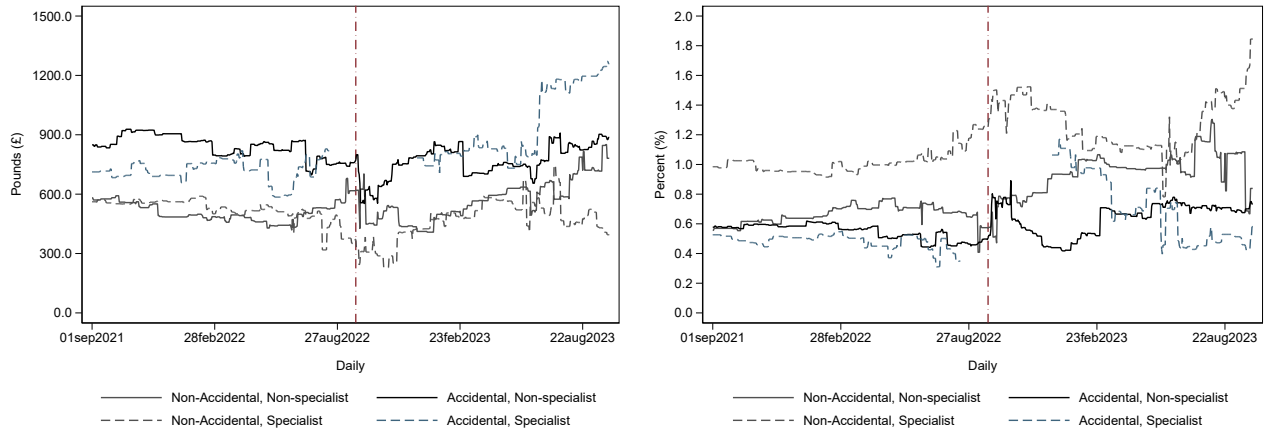 1500.0
1200.0
900.0
600.0
300.0
0.0
Pounds (£)
01sep2021 28feb2022 27aug2022 23feb2023 22aug2023
Daily
Non-Accidental, Non-specialist Accidental, Non-specialist
Non-Accidental, Specialist Accidental, Specialist
2.0
1.8
1.6
1.4
1.2
1.0
0.8
0.6
0.4
0.2
0.0
Percent (%)
01sep2021 28feb2022 27aug2022 23feb2023 22aug2023
Daily
Non-Accidental, Non-specialist Accidental, Non-specialist
Non-Accidental, Specialist Accidental, Specialist